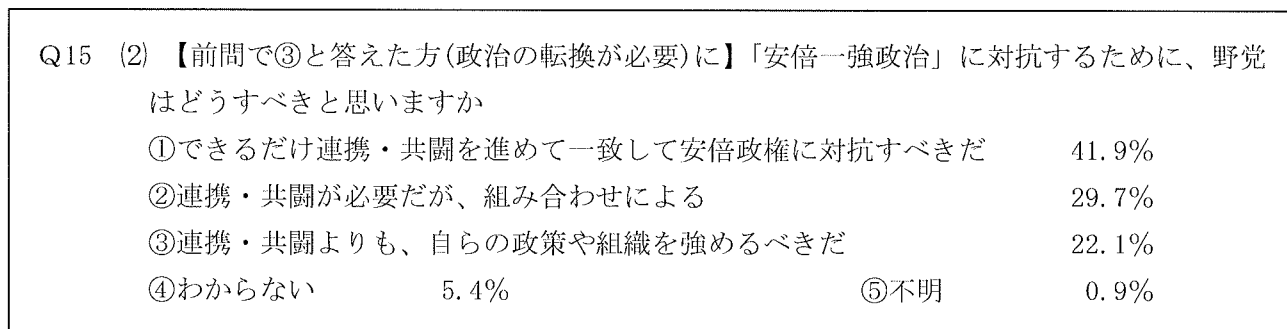 Q15 ⑵ 【前問で③と答えた方(政治の転換が必要)に】「安倍一強政治」に対抗するために、野党
はどうすべきと思いますか
①できるだけ連携・共闘を進めて一致して安倍政権に対抗すべきだ 41.9%
②連携・共闘が必要だが、組み合わせによる 29.7%
③連携・共闘よりも、自らの政策や組織を強めるべきだ 22.1%
④わからない 5.4% ⑤不明 0.9%